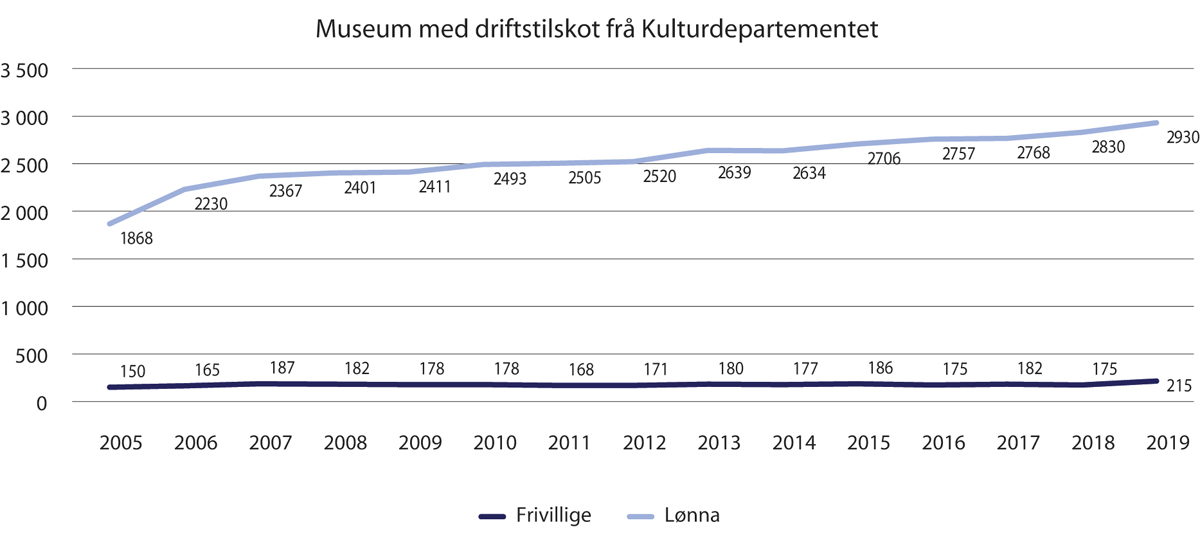 Museum med driftstilskot frå Kulturdepartementet
3 500
3 000
2 500
2 000
1 500
1 000
500
0
1868 2230 2367 2401 2411 2493 2505 2520 2639 2634 2706 2757 2768 2830 2930
150 165 187 182 178 178 168 171 180 177 186 175 182 175 215
2005 2006 2007 2008 2009 2010 2011 2012 2013 2014 2015 2016 2017 2018 2019
Frivillige Lønna